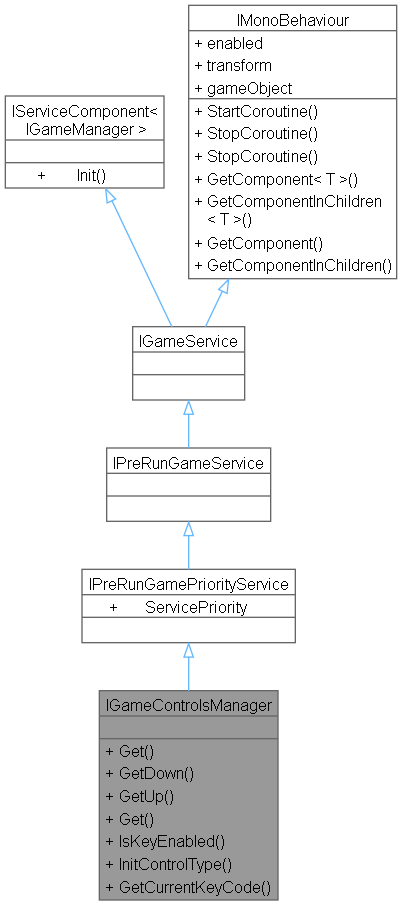 IMonoBehaviour
+ enabled
+ transform
+ gameObject
+ StartCoroutine()
+ StopCoroutine()
+ StopCoroutine()
+ GetComponent< T >()
+ GetComponentInChildren
< T >()
+ GetComponent()
+ GetComponentInChildren()
IServiceComponent<
IGameManager >
+ Init()
IGameService
IPreRunGameService
IPreRunGamePriorityService
+ ServicePriority
IGameControlsManager
+ Get()
+ GetDown()
+ GetUp()
+ Get()
+ IsKeyEnabled()
+ InitControlType()
+ GetCurrentKeyCode()